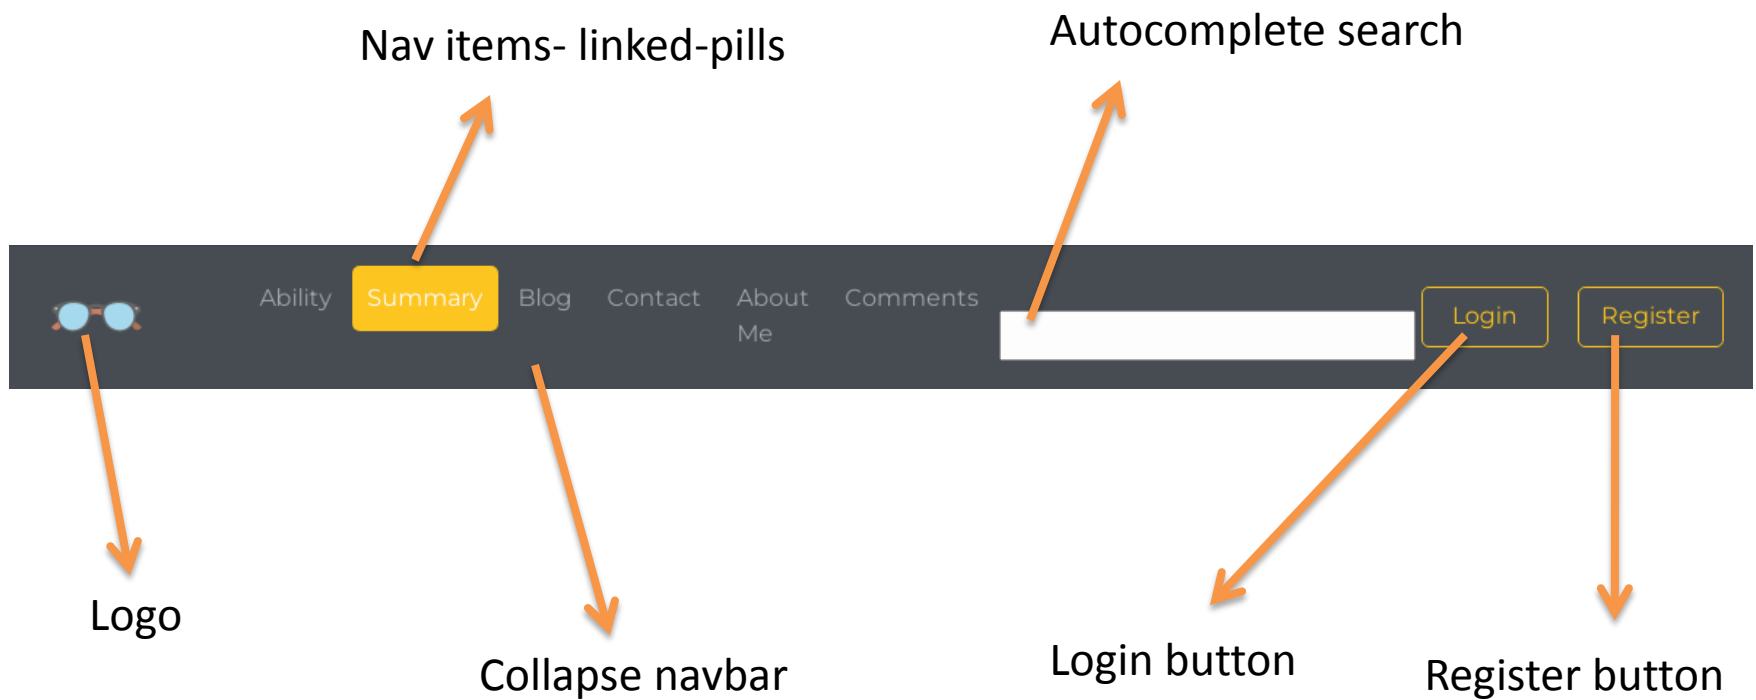 Nav items- linked-pills
Autocomplete search
Ability Summary Blog Contact About Comments
Me
Login Register
Logo
Collapse navbar
Login button
Register button